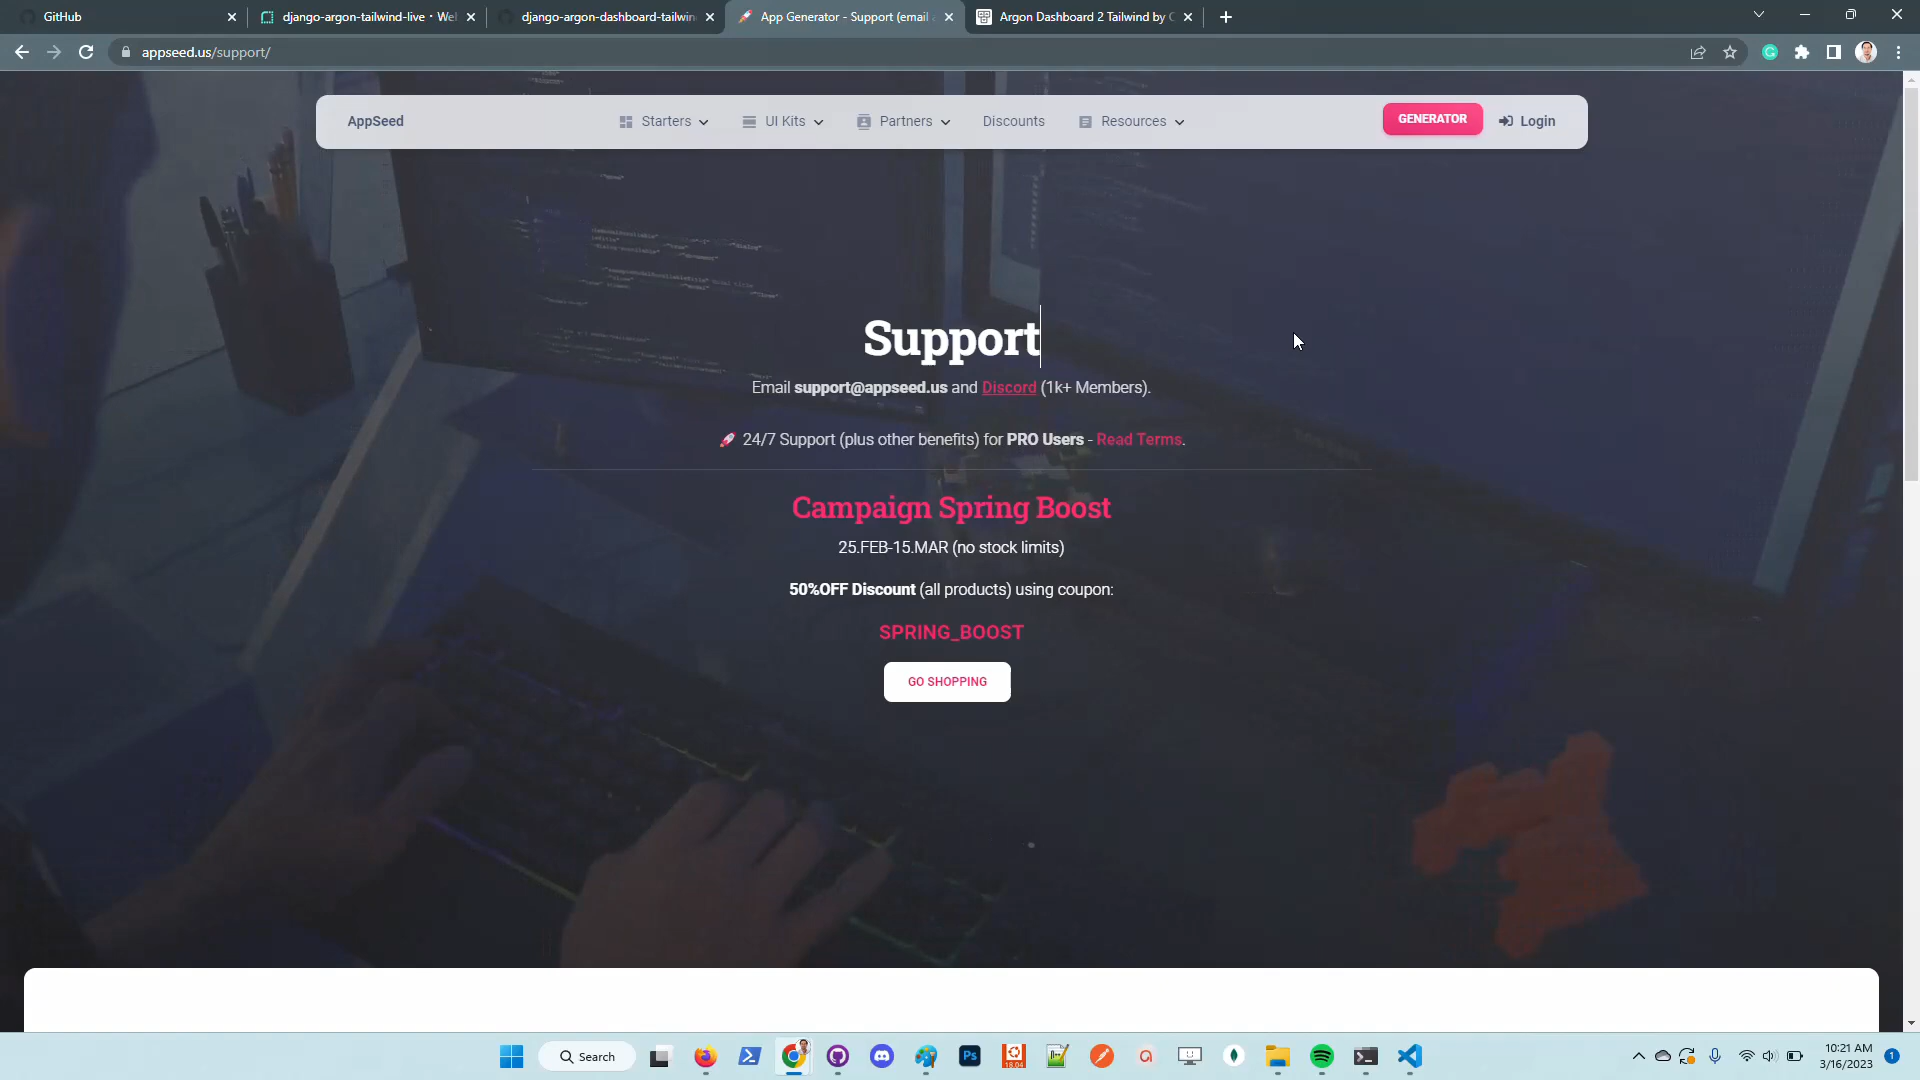 GitHub
django-argon-tailwind-live · We
django-argon-dashboard-tailwin
App Generator - Support (email
Argon Dashboard 2 Tailwind by C
appseed.us/support/
AppSeed
Starters
UI Kits
Partners
Discounts
Resources
GENERATOR
Login
Support
Email support@appseed.us and Discord (1k+ Members).
🚀 24/7 Support (plus other benefits) for PRO Users - Read Terms.
Campaign Spring Boost
25.FEB-15.MAR (no stock limits)
50%OFF Discount (all products) using coupon:
SPRING_BOOST
GO SHOPPING
Search
Ps
18.04
10:21 AM
3/16/2023
1